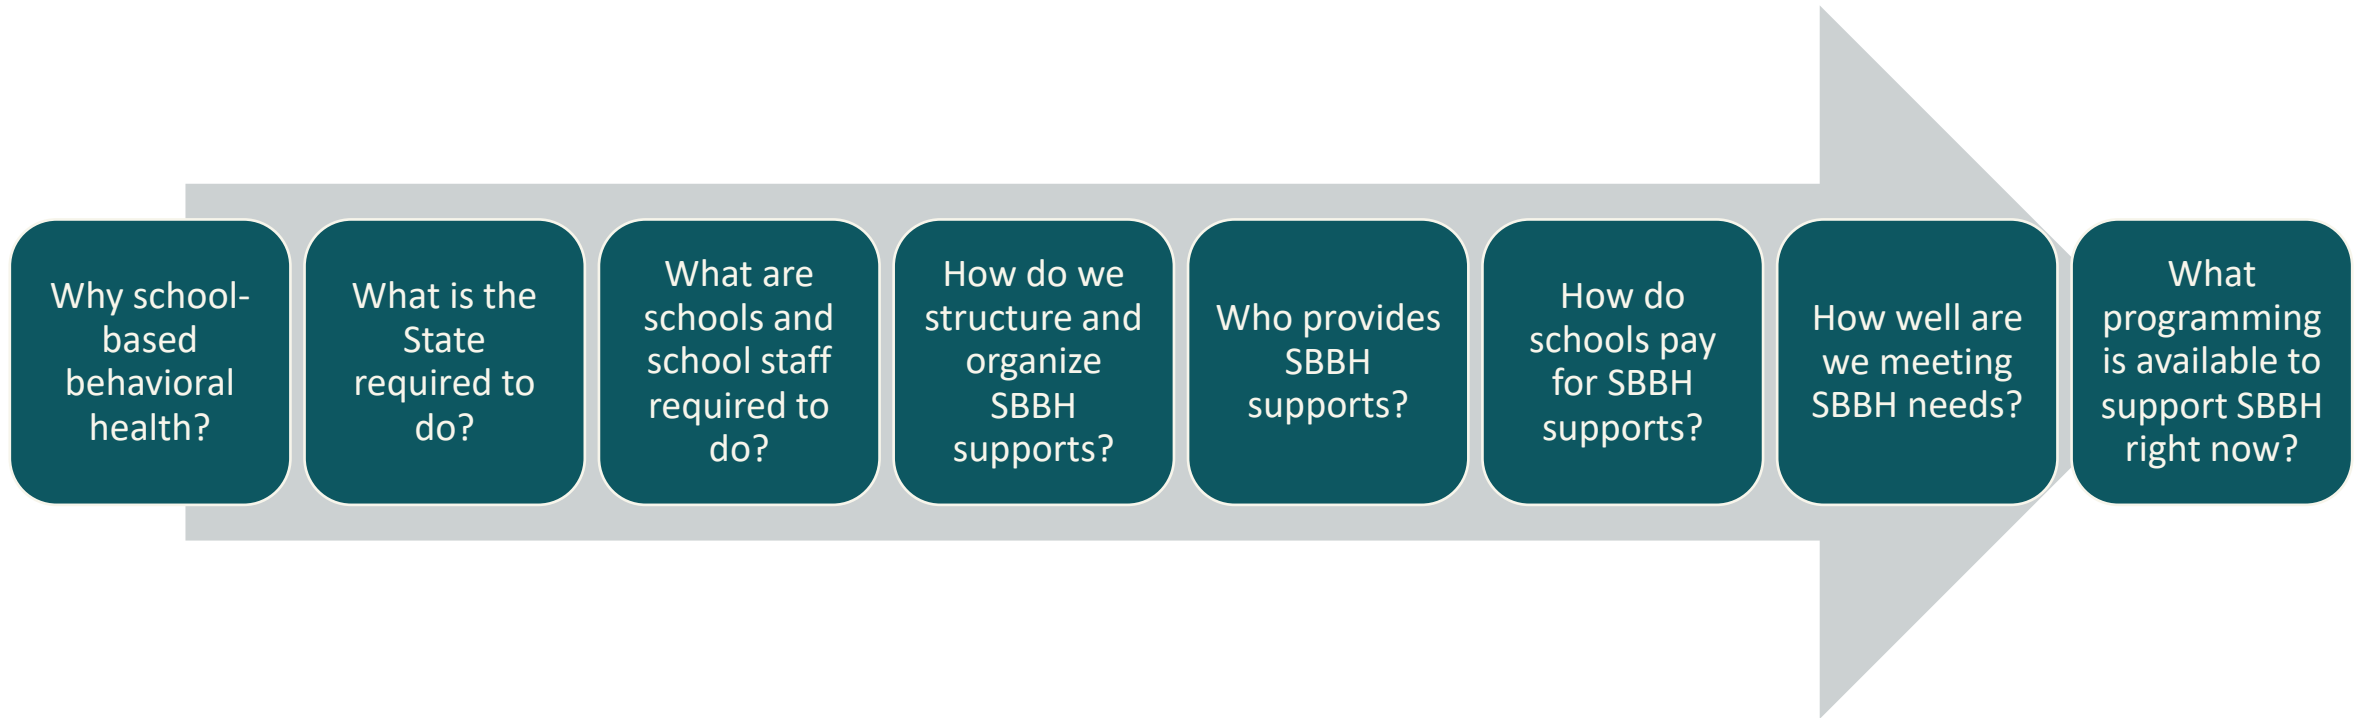 Why school-
based
behavioral
health?
What is the
State
required to
do?
What are
schools and
school staff
required to
do?
How do we
structure and
organize
SBBH
supports?
Who provides
SBBH
supports?
How do
schools pay
for SBBH
supports?
How well are
we meeting
SBBH needs?
What
programming
is available to
support SBBH
right now?